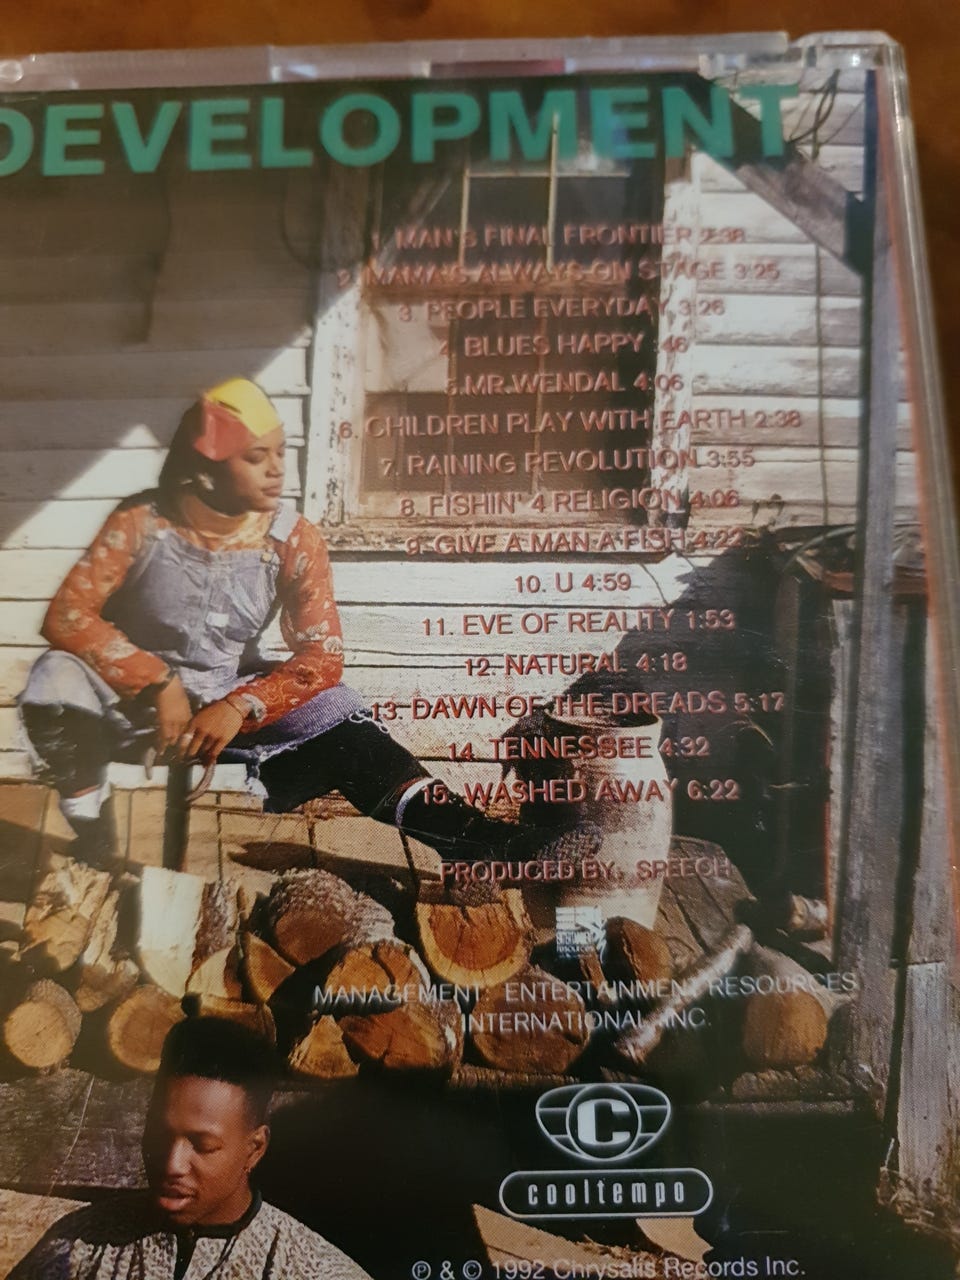 DEVELOPMENT
1. MAN'S FINAL FRONTIER 2:38
2. MAMA'S ALWAYS ON STAGE 3:25
3. PEOPLE EVERYDAY 3:26
4. BLUES HAPPY :46
5.MR.WENDAL 4:06
6. CHILDREN PLAY WITH EARTH 2:38
7. RAINING REVOLUTION 3:55
8. FISHIN' 4 RELIGION 4:06
9. GIVE A MAN A FISH 4:22
10. U 4:59
11. EVE OF REALITY 1:53
12. NATURAL 4:18
13. DAWN OF THE DREADS 5:17
14. TENNESSEE 4:32
15. WASHED AWAY 6:22
PRODUCED BY: SPEECH
ENTERTAINMENT
RESOURCES
MANAGEMENT: ENTERTAINMENT RESOURCES
INTERNATIONAL, INC.
C
cooltempo
℗ & © 1992 Chrysalis Records Inc.